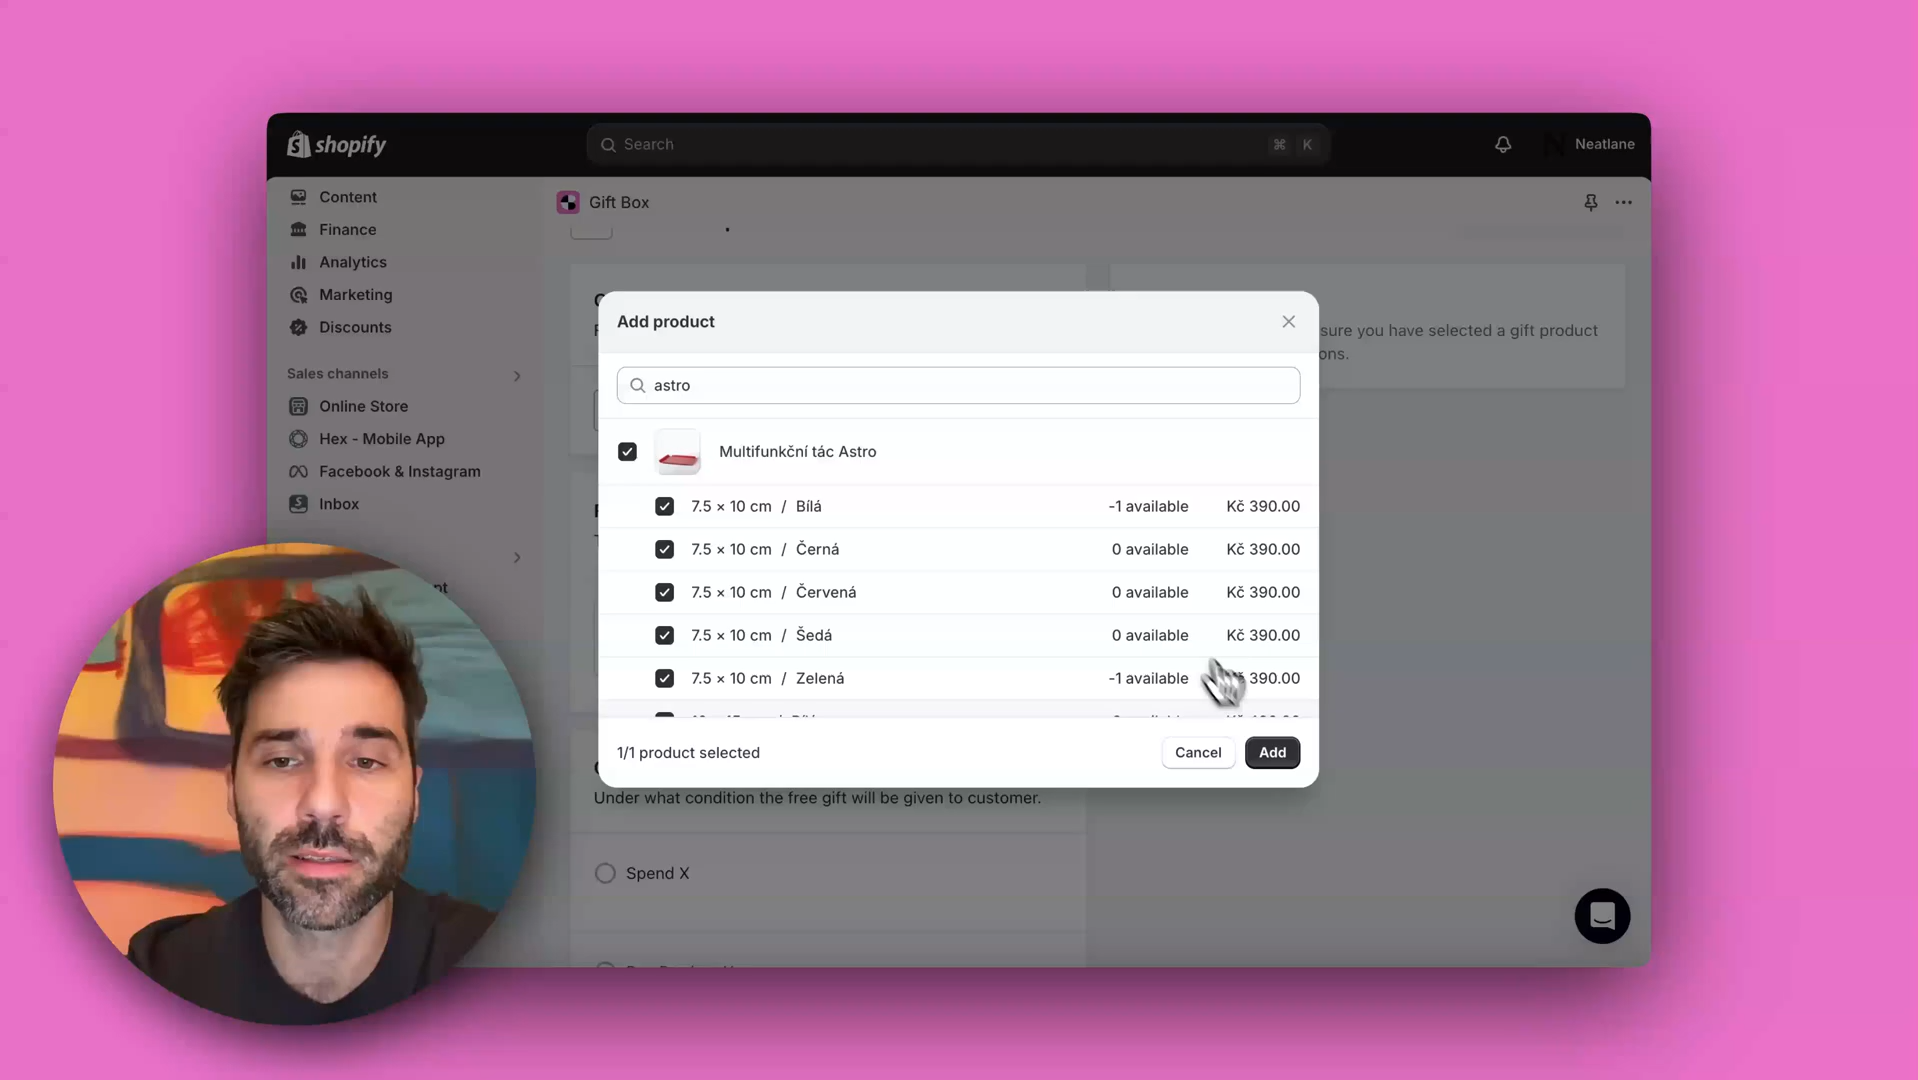 shopify
Search
⌘ K
Neatlane
Content
Finance
Analytics
Marketing
Discounts
Sales channels
Online Store
Hex - Mobile App
Facebook & Instagram
Inbox
Gift Box
sure you have selected a gift product
Add product
astro
Multifunkční tác Astro
7.5 × 10 cm / Bílá -1 available Kč 390.00
7.5 × 10 cm / Černá 0 available Kč 390.00
7.5 × 10 cm / Červená 0 available Kč 390.00
7.5 × 10 cm / Šedá 0 available Kč 390.00
7.5 × 10 cm / Zelená -1 available 390.00
1/1 product selected
Cancel
Add
Under what condition the free gift will be given to customer.
Spend X